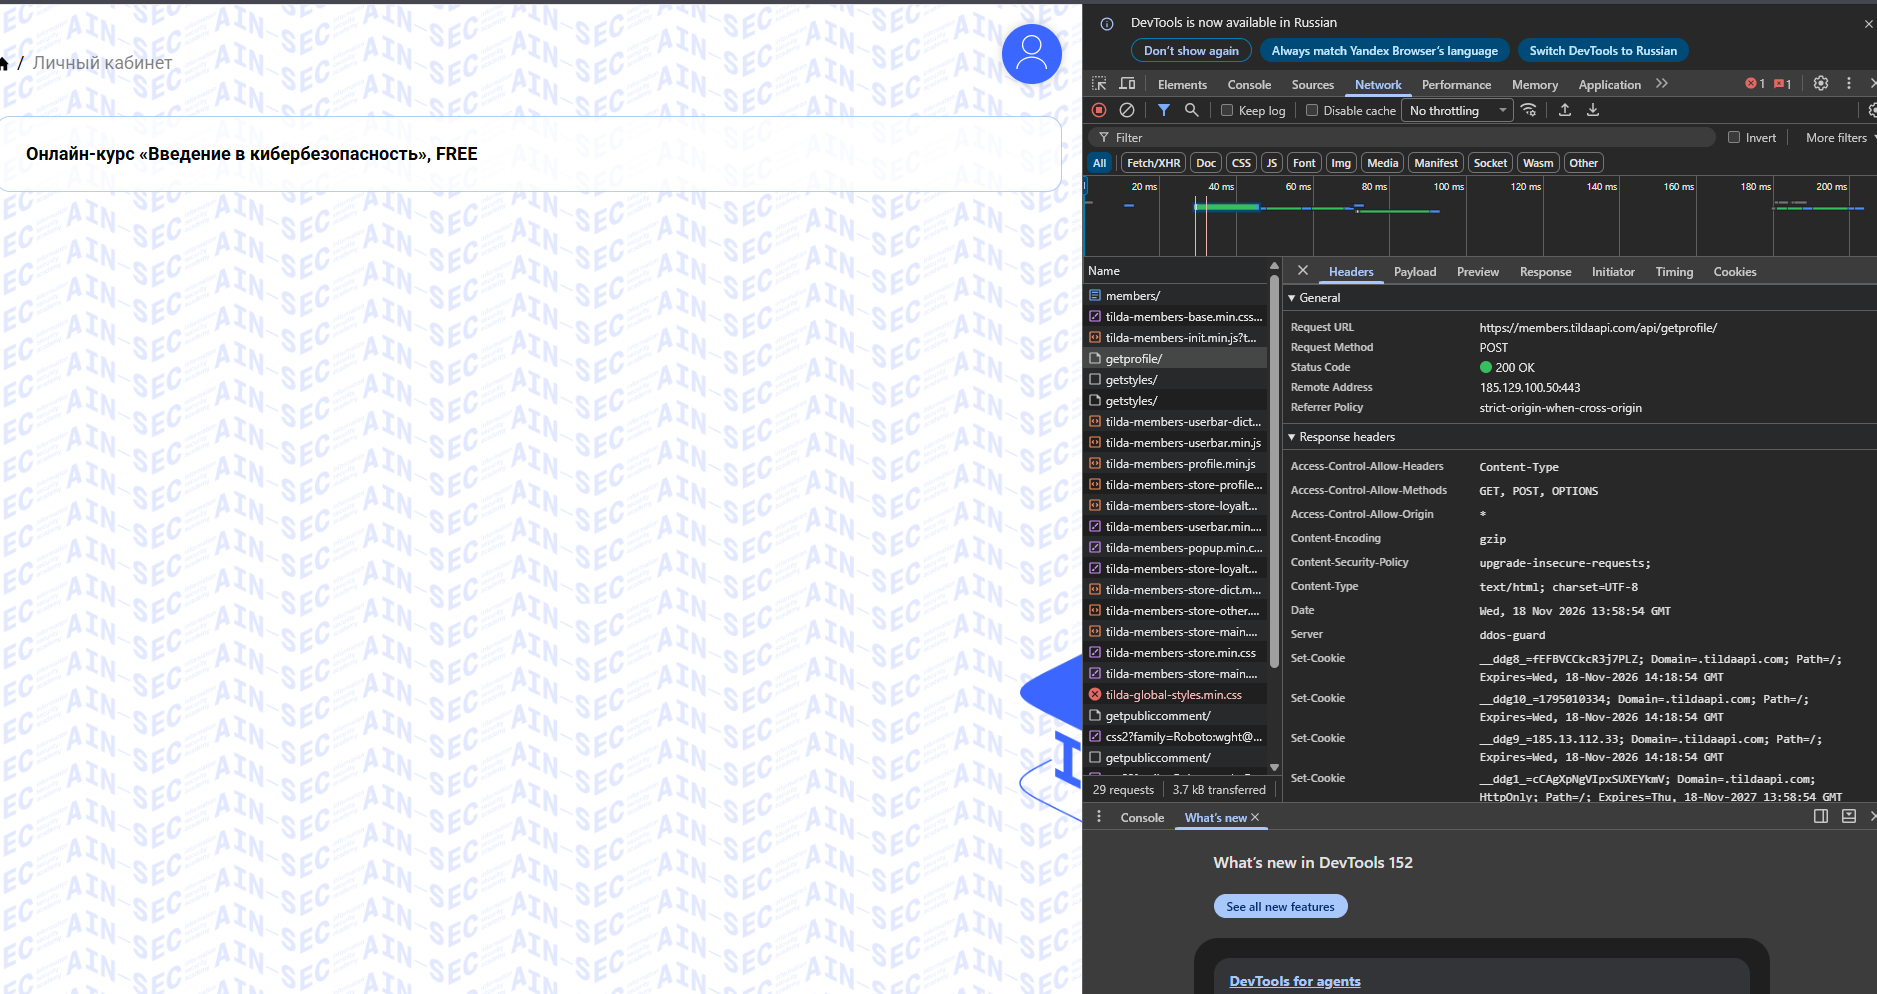 / Личный кабинет
Онлайн-курс «Введение в кибербезопасность», FREE
DevTools is now available in Russian
Don't show again
Always match Yandex Browser's language
Switch DevTools to Russian
Elements
Console
Sources
Network
Performance
Memory
Application
1
1
Keep log
Disable cache
No throttling
Filter
Invert
More filters
All
Fetch/XHR
Doc
CSS
JS
Font
Img
Media
Manifest
Socket
Wasm
Other
20 ms
40 ms
60 ms
80 ms
100 ms
120 ms
140 ms
160 ms
180 ms
200 ms
Name
members/
tilda-members-base.min.css...
tilda-members-init.min.js?t...
getprofile/
getstyles/
getstyles/
tilda-members-userbar-dict...
tilda-members-userbar.min.js
tilda-members-profile.min.js
tilda-members-store-profile...
tilda-members-store-loyalt...
tilda-members-userbar.min....
tilda-members-popup.min.c...
tilda-members-store-loyalt...
tilda-members-store-dict.m...
tilda-members-store-other....
tilda-members-store-main....
tilda-members-store.min.css
tilda-members-store-main....
tilda-global-styles.min.css
getpubliccomment/
css2?family=Roboto:wght@...
getpubliccomment/
29 requests
3.7 kB transferred
Headers
Payload
Preview
Response
Initiator
Timing
Cookies
General
Request URL
https://members.tildaapi.com/api/getprofile/
Request Method
POST
Status Code
200 OK
Remote Address
185.129.100.50:443
Referrer Policy
strict-origin-when-cross-origin
Response headers
Access-Control-Allow-Headers
Content-Type
Access-Control-Allow-Methods
GET, POST, OPTIONS
Access-Control-Allow-Origin
*
Content-Encoding
gzip
Content-Security-Policy
upgrade-insecure-requests;
Content-Type
text/html; charset=UTF-8
Date
Wed, 18 Nov 2026 13:58:54 GMT
Server
ddos-guard
Set-Cookie
__ddg8_=fEFBVCCkcR3j7PLZ; Domain=.tildaapi.com; Path=/;
Expires=Wed, 18-Nov-2026 14:18:54 GMT
Set-Cookie
__ddg10_=1795010334; Domain=.tildaapi.com; Path=/;
Expires=Wed, 18-Nov-2026 14:18:54 GMT
Set-Cookie
__ddg9_=185.13.112.33; Domain=.tildaapi.com; Path=/;
Expires=Wed, 18-Nov-2026 14:18:54 GMT
Set-Cookie
__ddg1_=cCAgXpNgVIpxSUXEYkmV; Domain=.tildaapi.com;
HttpOnly; Path=/; Expires=Thu, 18-Nov-2027 13:58:54 GMT
Console
What's new
What's new in DevTools 152
See all new features
DevTools for agents